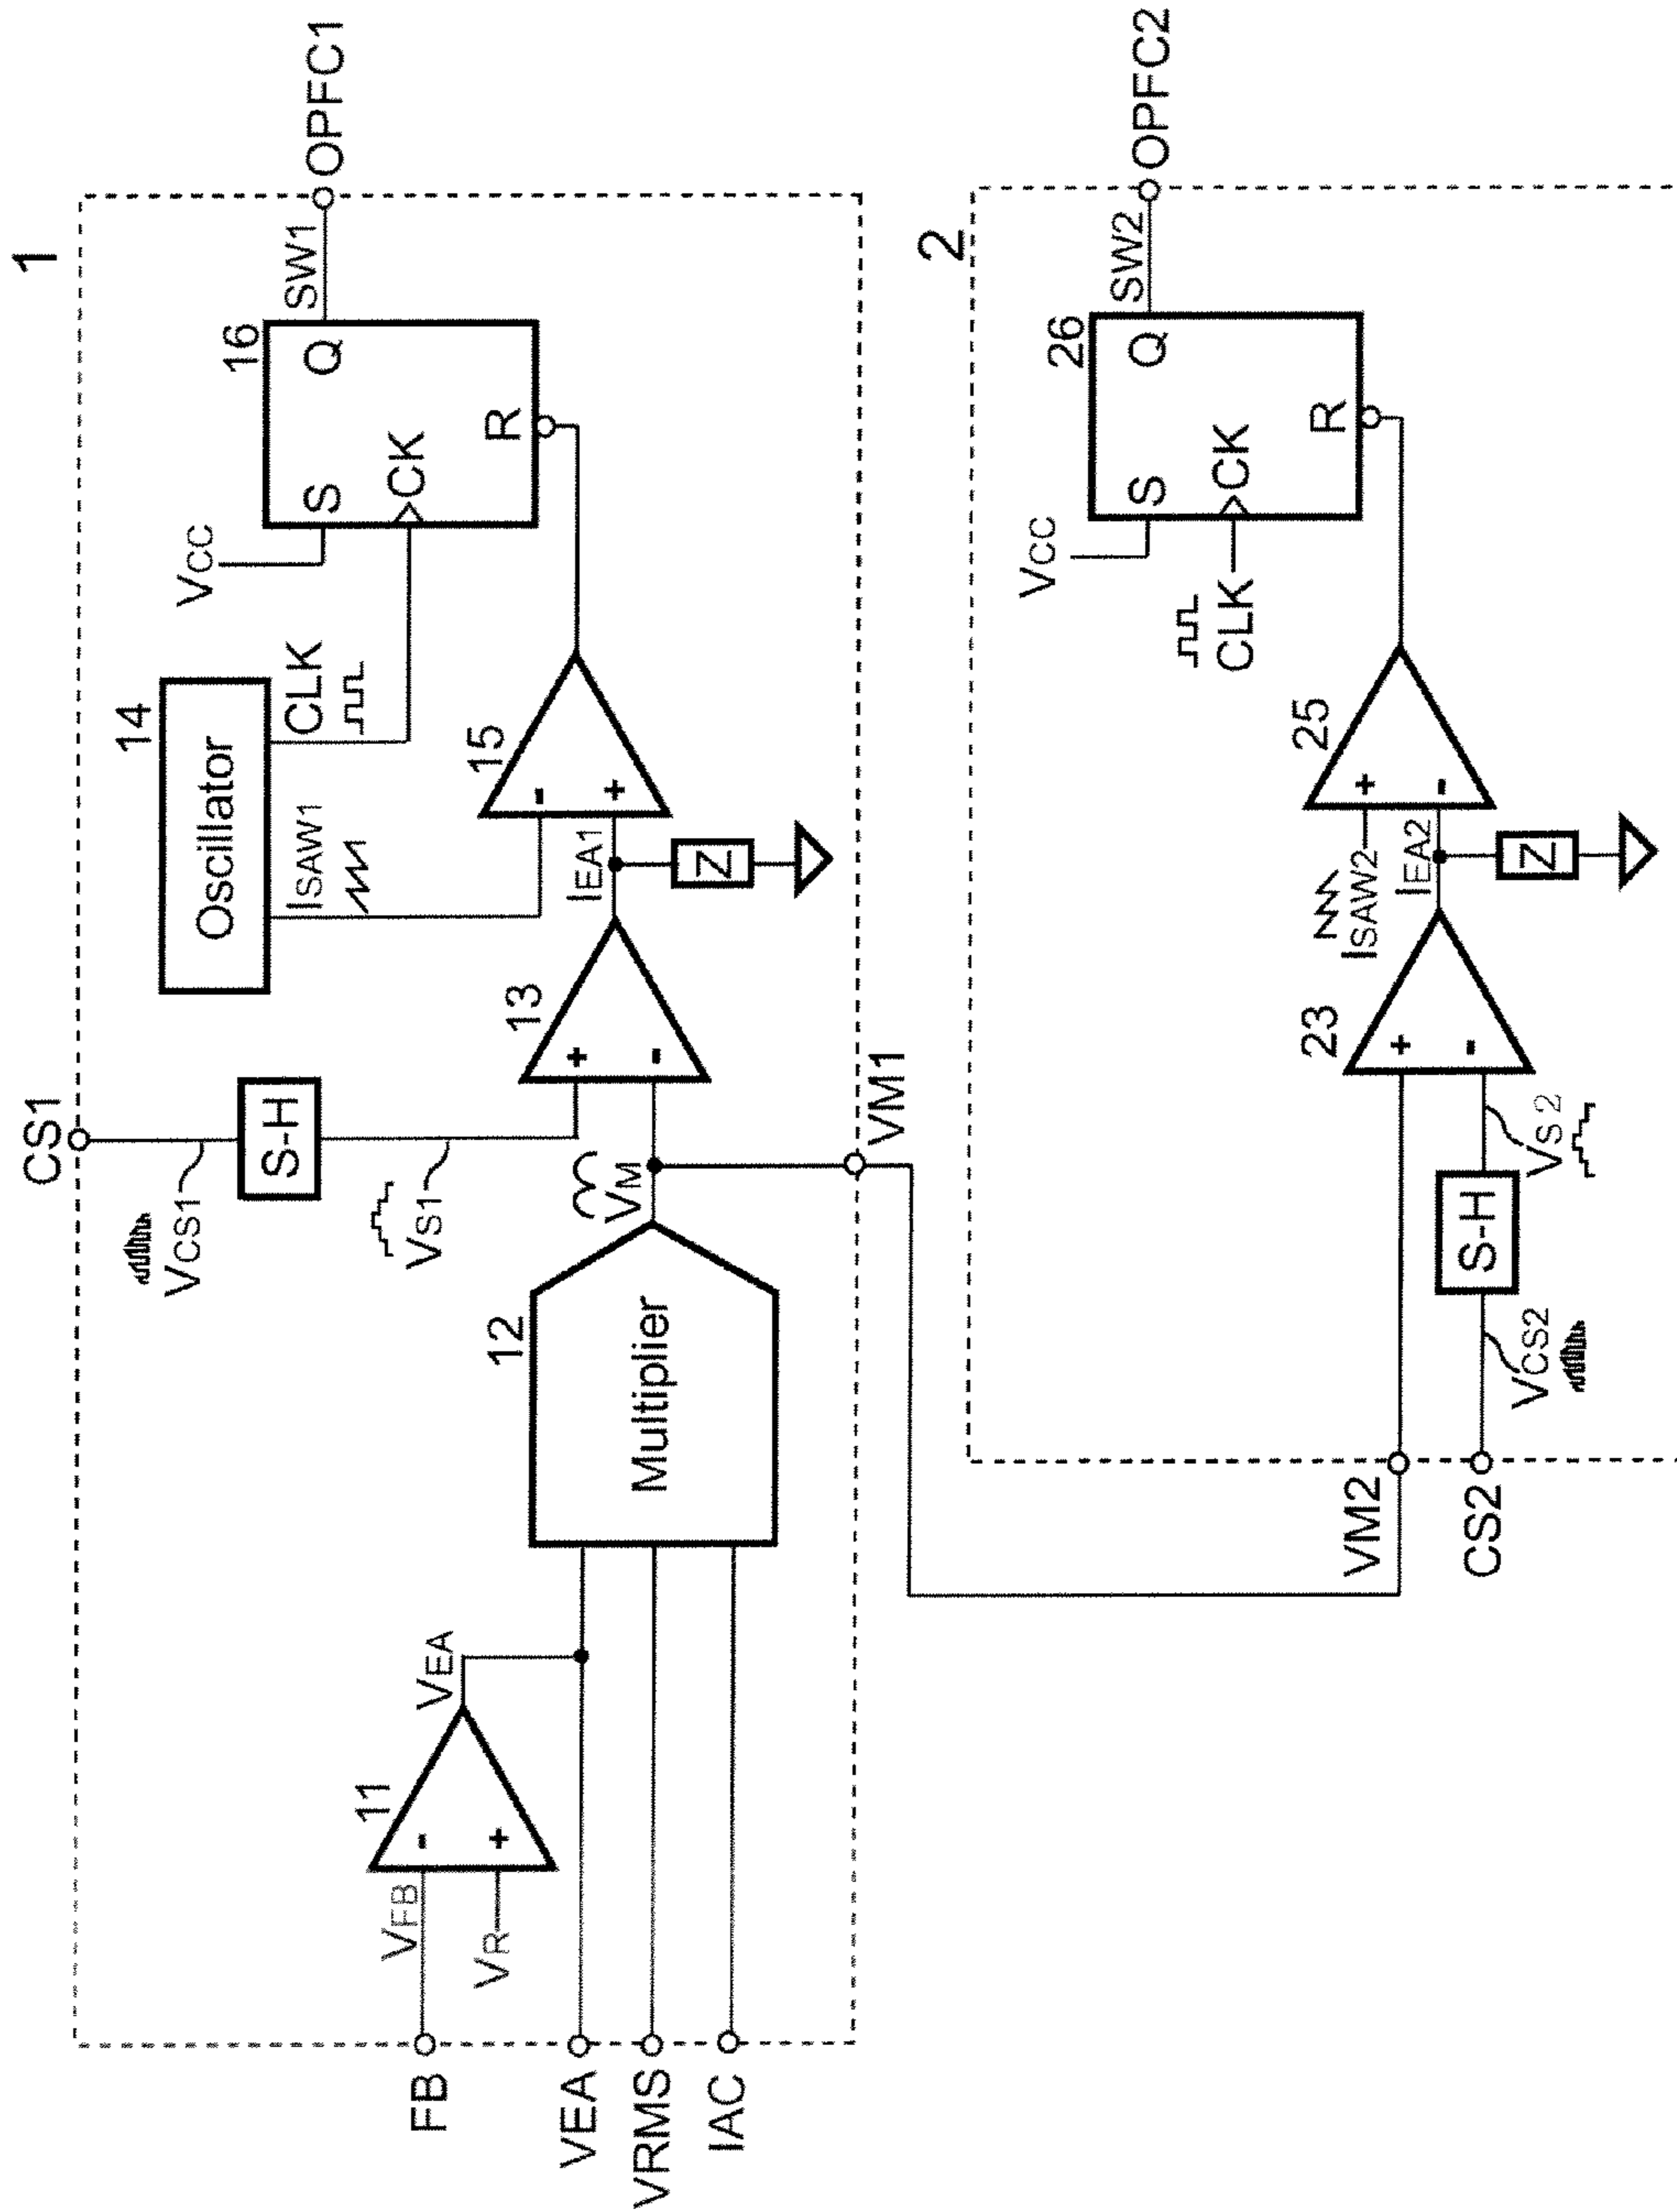 1
CS1
VCS1
S-H
VS1
14
Oscillator
ISAW1
CLK
VCC
16
S
Q
CK
R
SW1
OPFC1
FB
VFB
VR
-
+
11
VEA
VEA
VRMS
IAC
12
Multiplier
VM
13
+
-
IEA1
Z
15
-
+
VM1
2
VM2
CS2
VCS2
S-H
VS2
23
+
-
ISAW2
IEA2
Z
25
+
-
VCC
CLK
26
S
Q
CK
R
SW2
OPFC2